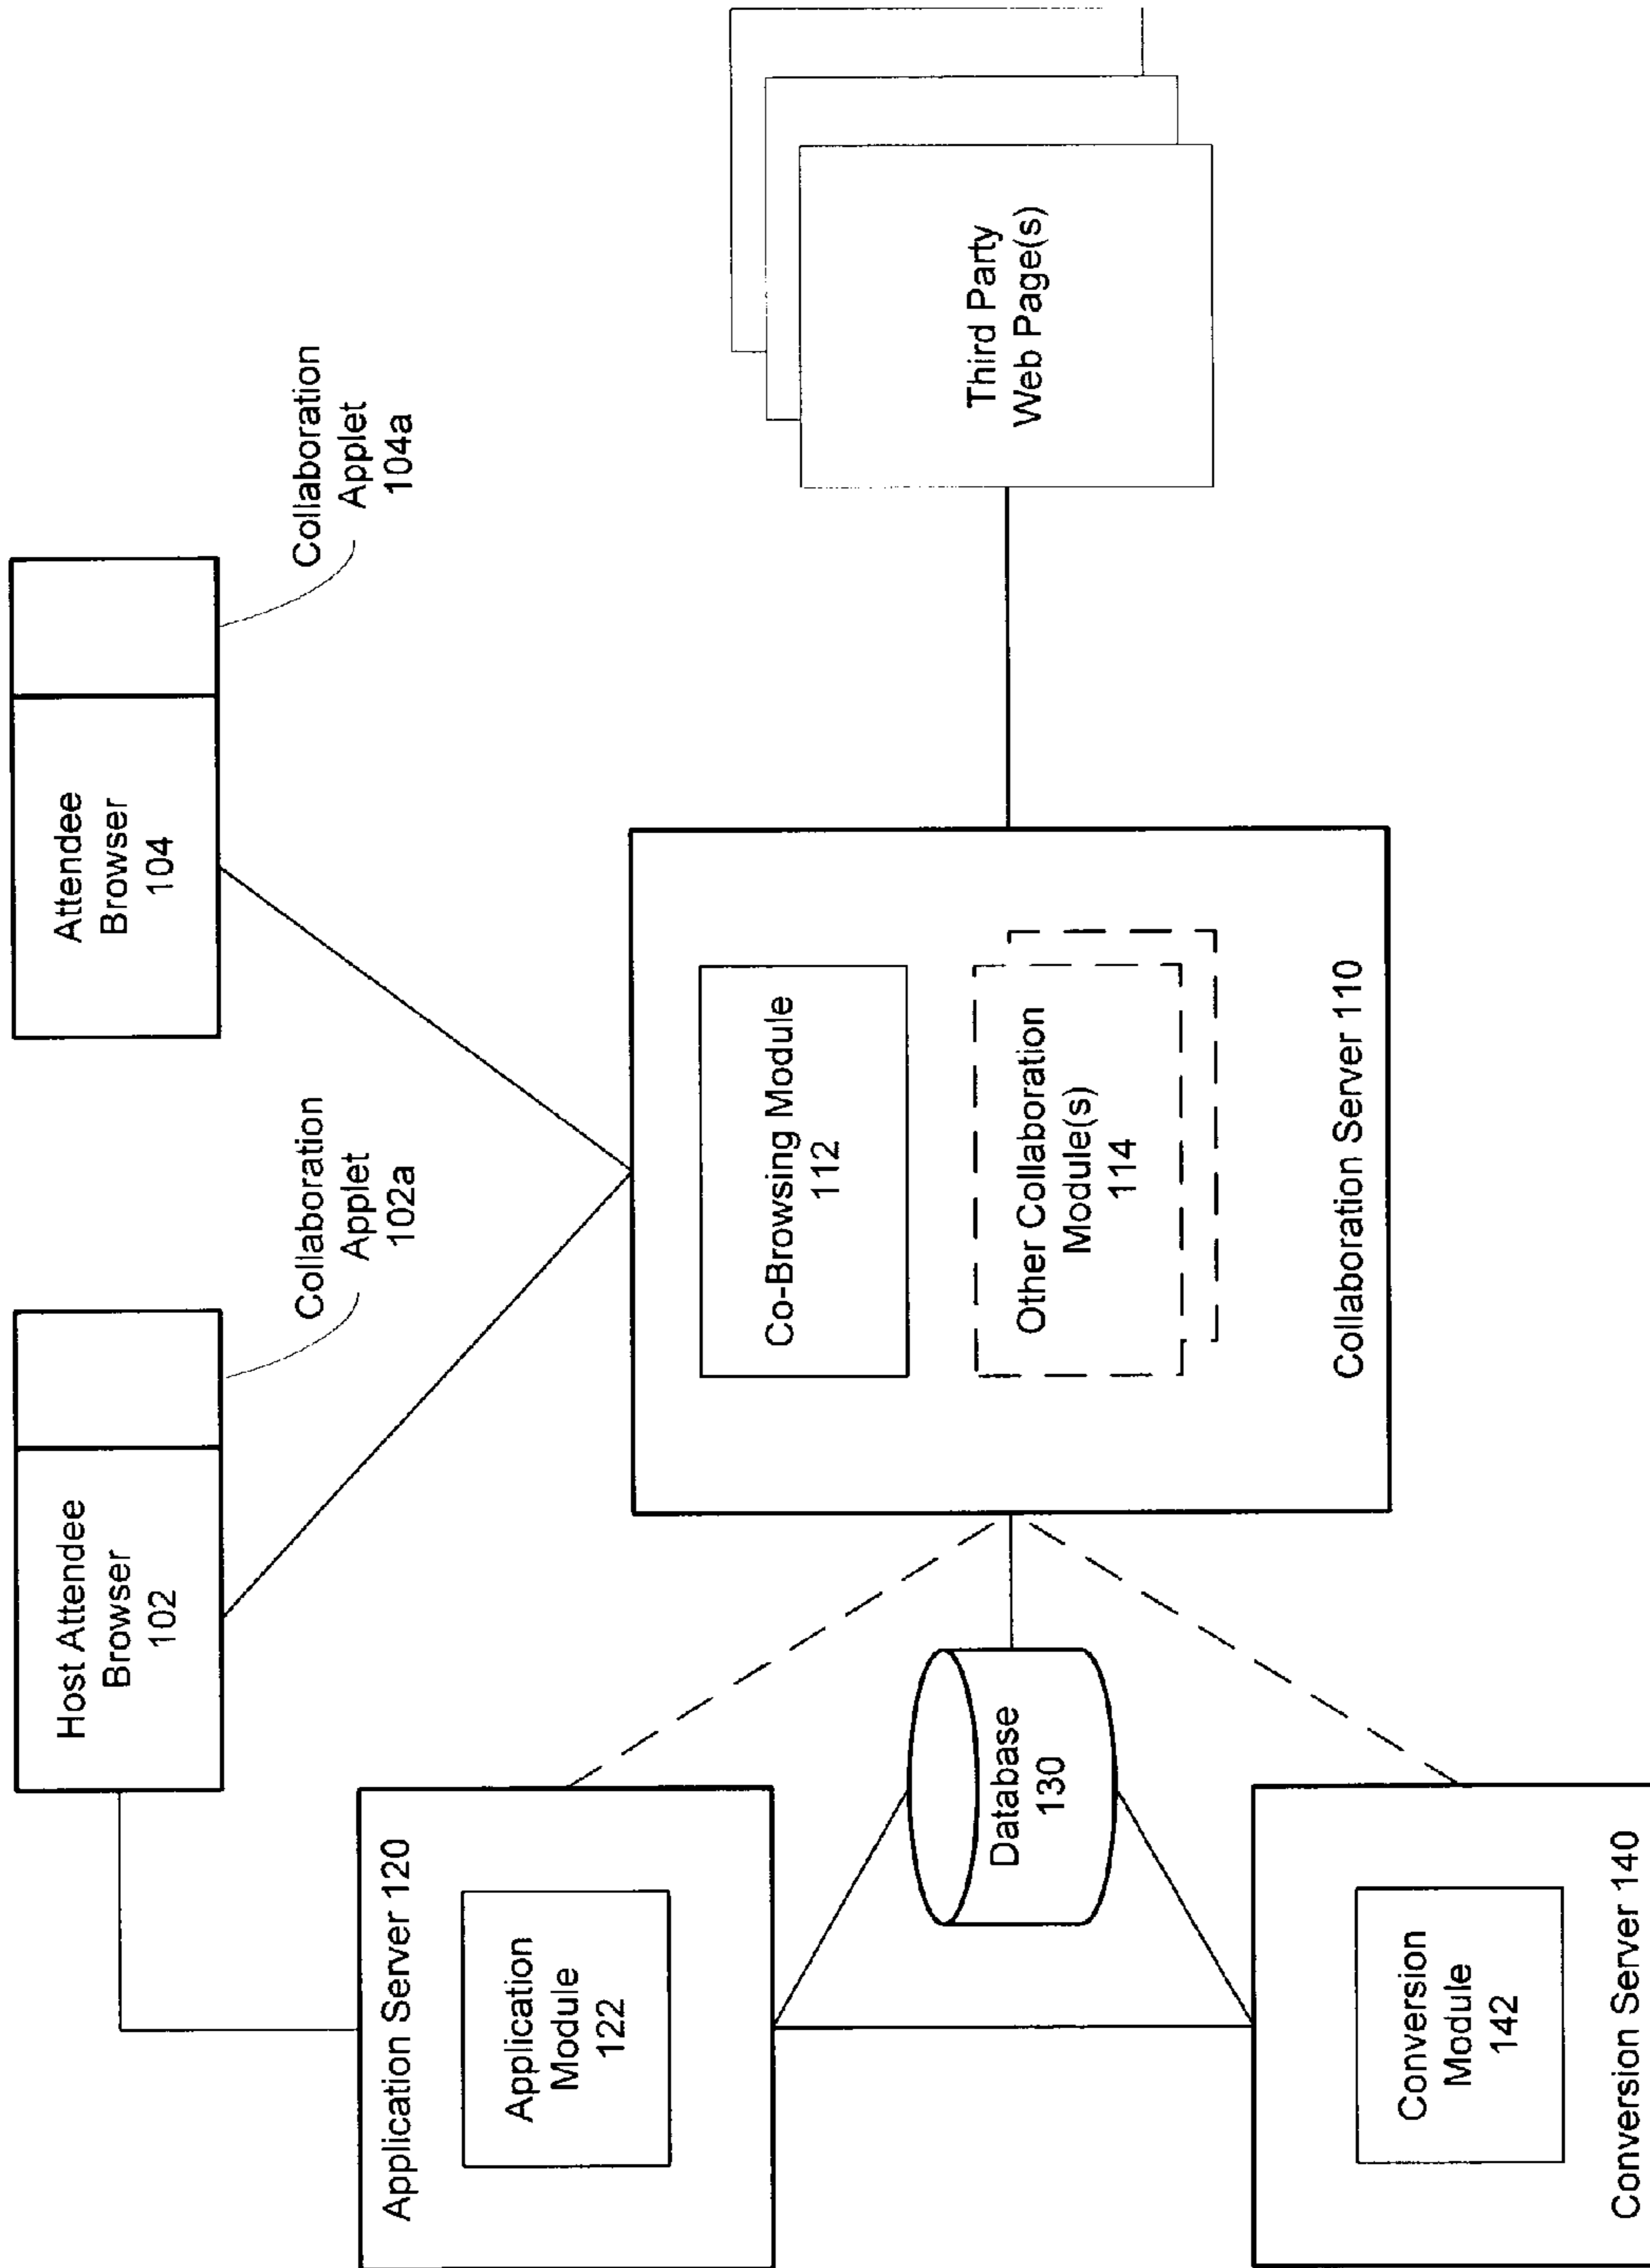 Host Attendee
Browser
102
Collaboration
Applet
102a
Attendee
Browser
104
Collaboration
Applet
104a
Application Server 120
Application
Module
122
Database
130
Conversion Module
142
Conversion Server 140
Co-Browsing Module
112
Other Collaboration
Module(s)
114
Collaboration Server 110
Third Party
Web Page(s)